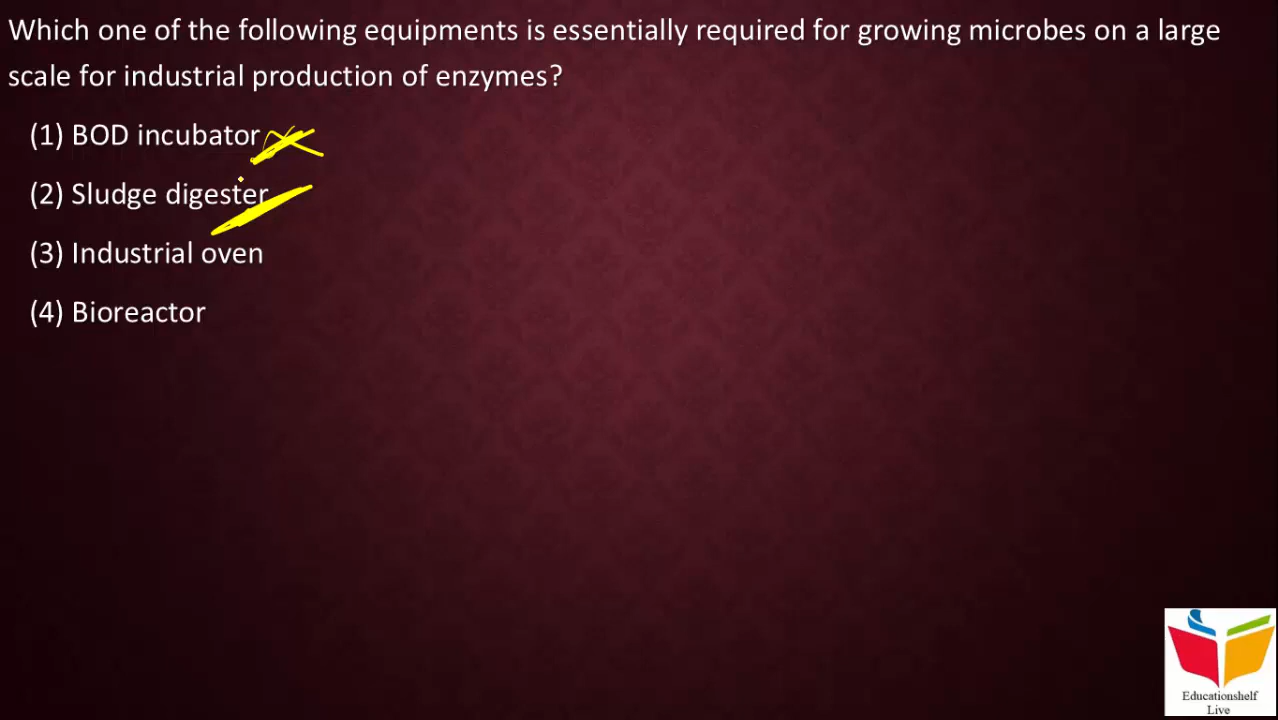 Which one of the following equipments is essentially required for growing microbes on a large
scale for industrial production of enzymes?
(1) BOD incubator
(2) Sludge digester
(3) Industrial oven
(4) Bioreactor
Educationshelf
Live